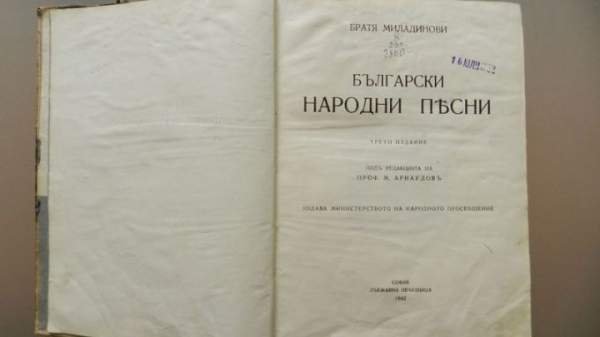 БРАТЯ МИЛАДИНОВИ
БЪЛГАРСКИ
НАРОДНИ ПѢСНИ
ТРЕТО ИЗДАНИЕ
ПОДЪ РЕДАКЦИЯТА НА
ПРОФ. М. АРНАУДОВЪ
ИЗДАВА МИНИСТЕРСТВОТО НА НАРОДНОТО ПРОСВѢЩЕНИЕ
СОФИЯ
ДЪРЖАВНА ПЕЧАТНИЦА
1942